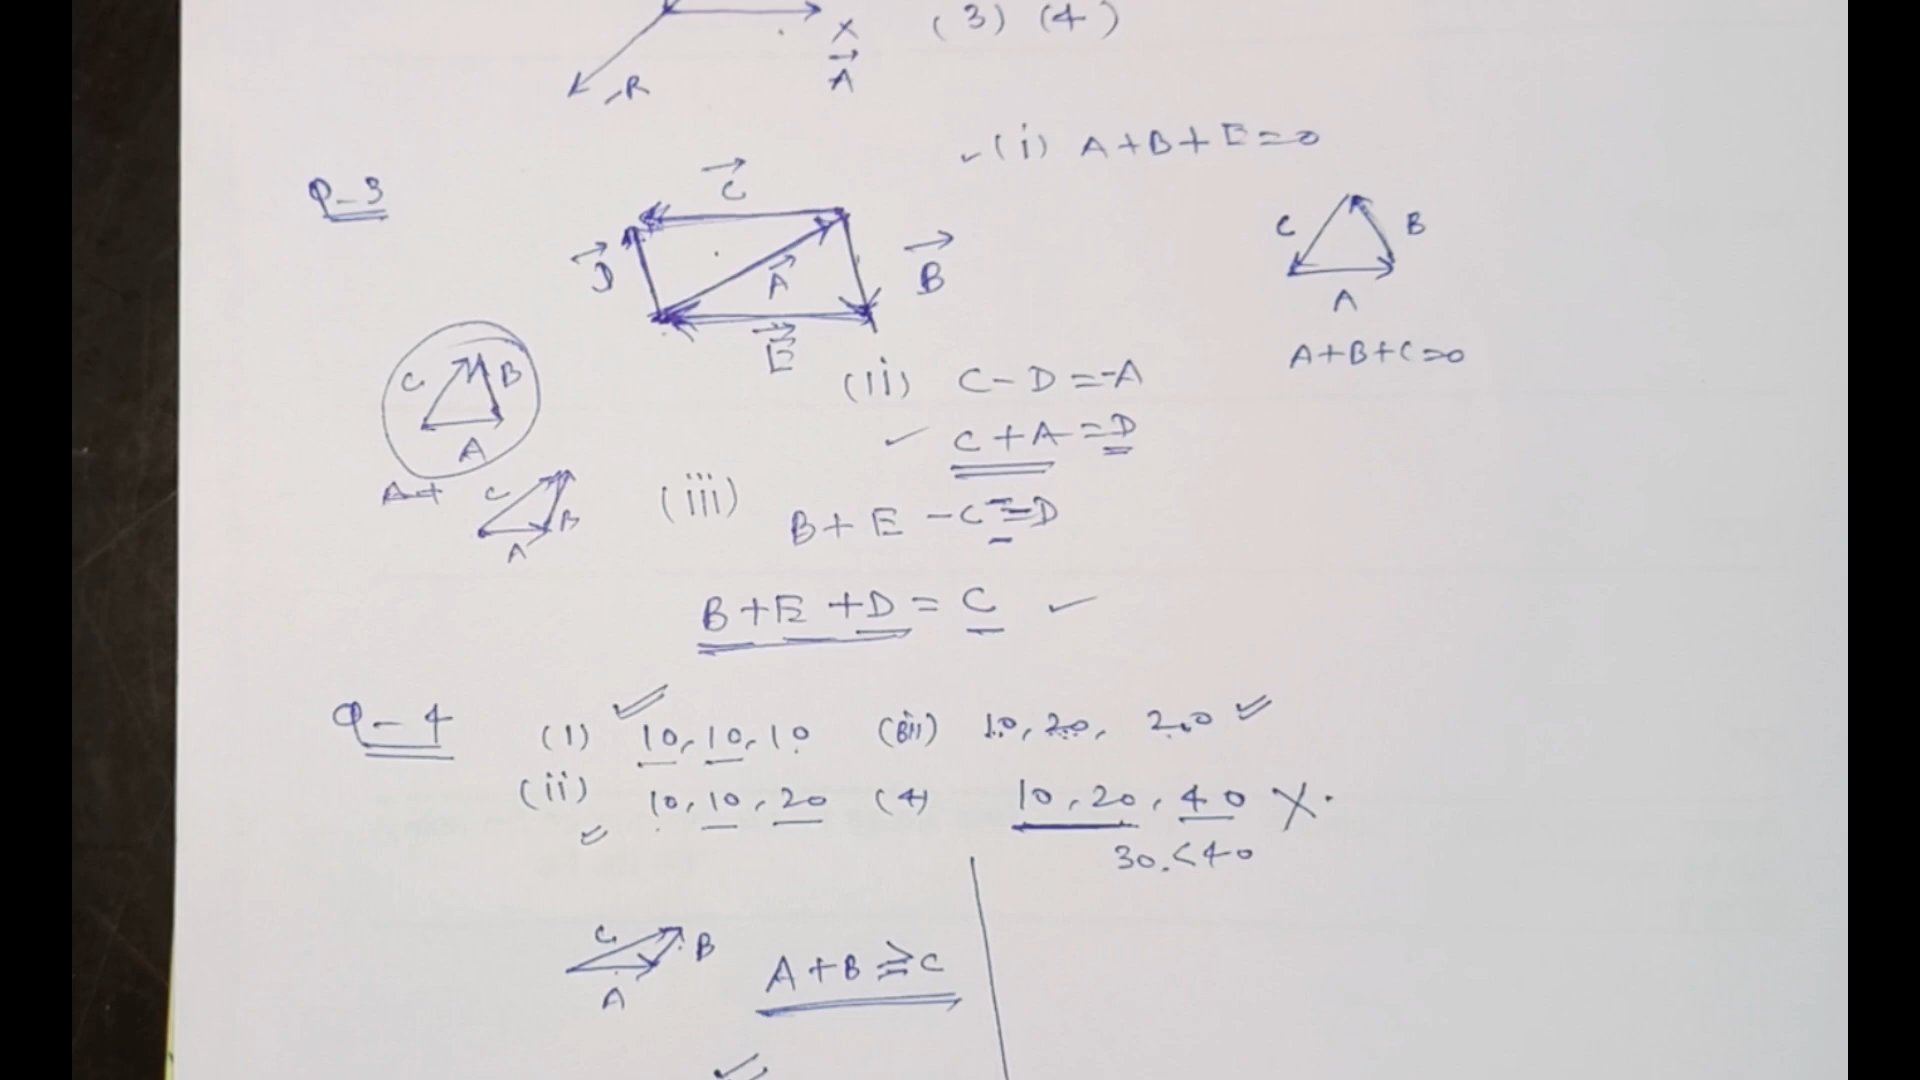 X
(3) (4)
A
-R
(i) A+B+E=0
Q-3
C
D
A
B
E
C
B
A
A+B+C=0
C
B
A
(ii) C-D=-A
C+A=D
A+
C
B
A
(iii)
B+E-C=-D
B+E+D=C
Q-4
(1) 10, 10, 10 (iii) 10, 20, 20
(ii) 10, 10, 20 (4) 10, 20, 40 X
30<40
C
B
A
A+B≥C